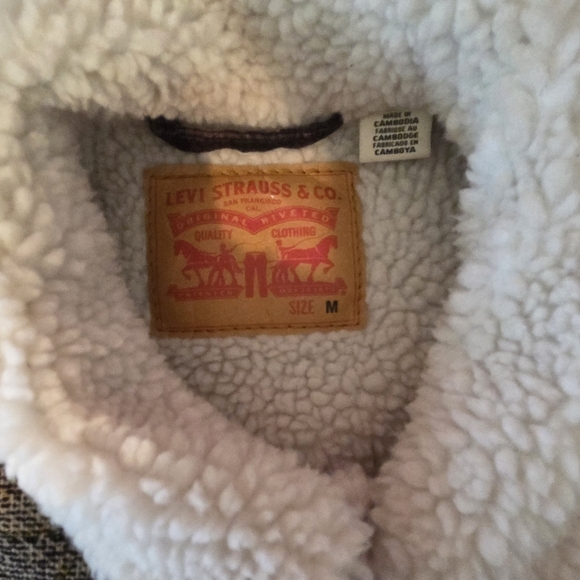 MADE IN
CAMBODIA
FABRIQUE AU
CAMBODGE
FABRICADO EN
CAMBOYA
LEVI STRAUSS & CO.
SAN FRANCISCO
CAL.
ORIGINAL RIVETED
QUALITY CLOTHING
SIZE M